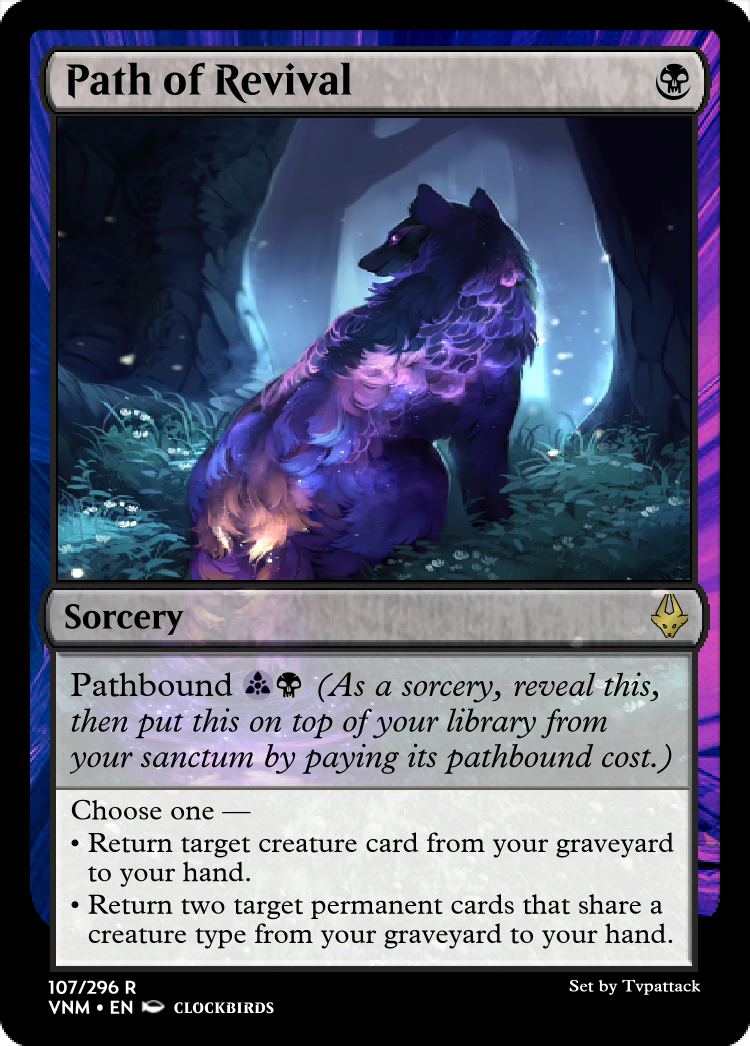 Path of Revival
Sorcery
Pathbound (As a sorcery, reveal this,
then put this on top of your library from
your sanctum by paying its pathbound cost.)
Choose one —
• Return target creature card from your graveyard
to your hand.
• Return two target permanent cards that share a
creature type from your graveyard to your hand.
107/296 R
Set by Tvpattack
VNM • EN CLOCKBIRDS